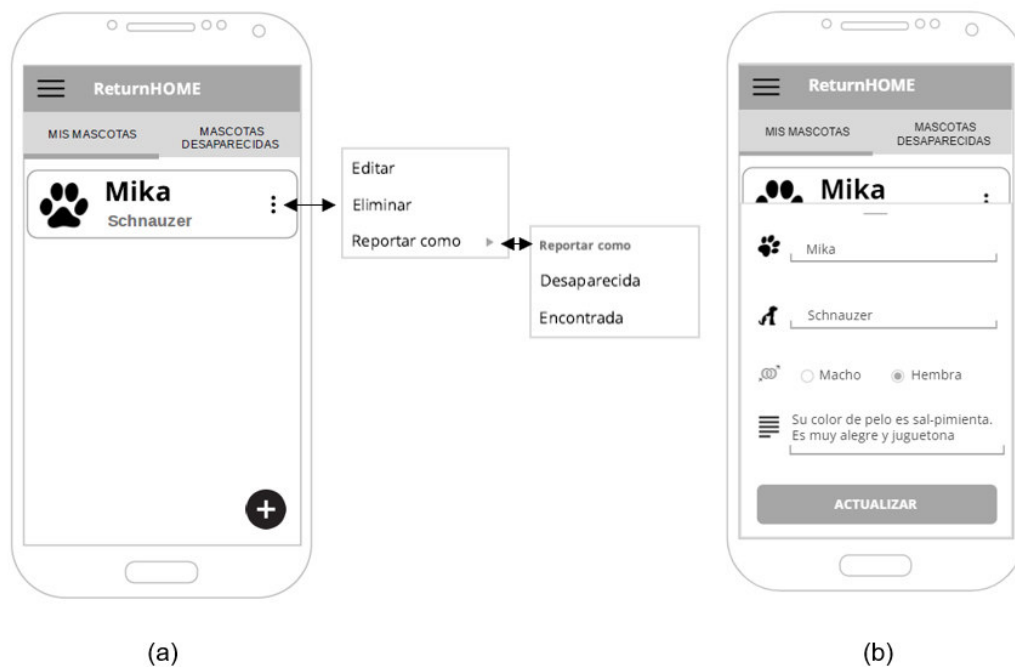 ReturnHOME
MIS MASCOTAS
MASCOTAS
DESAPARECIDAS
Mika
Schnauzer
Editar
Eliminar
Reportar como
Reportar como
Desaparecida
Encontrada
(a)
ReturnHOME
MIS MASCOTAS
MASCOTAS
DESAPARECIDAS
Mika
Mika
Schnauzer
Macho
Hembra
Su color de pelo es sal-pimienta.
Es muy alegre y juguetona
ACTUALIZAR
(b)